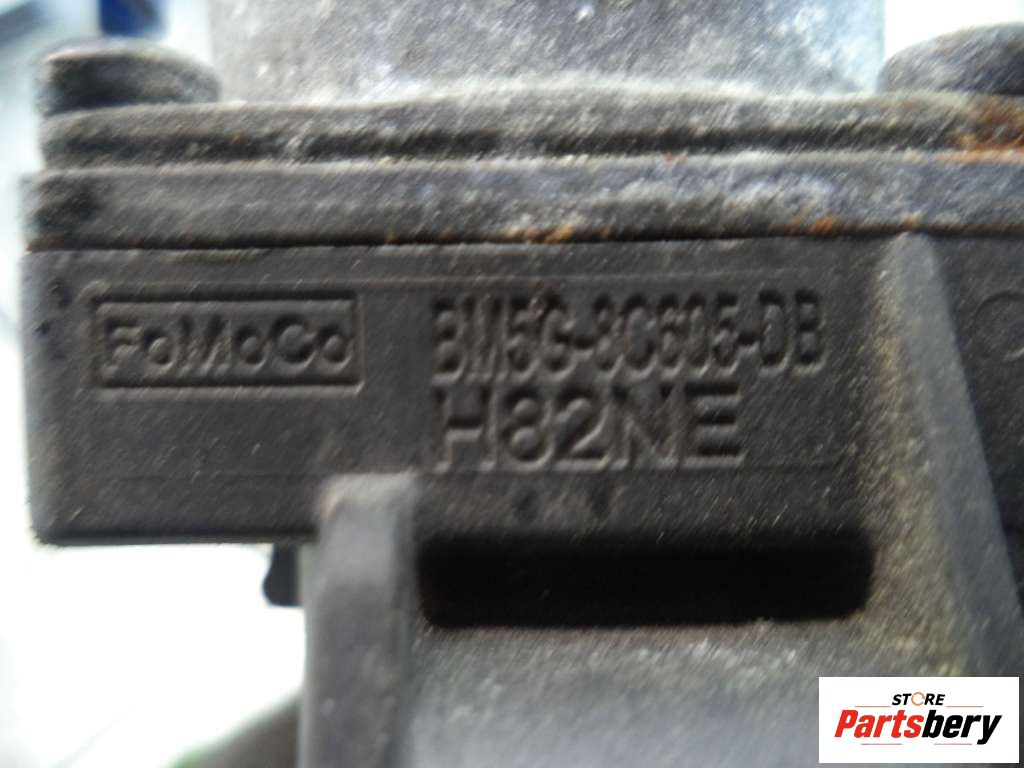 FoMoCo
BM5G-8C605-DB
H82NE
STORE
Partsbery